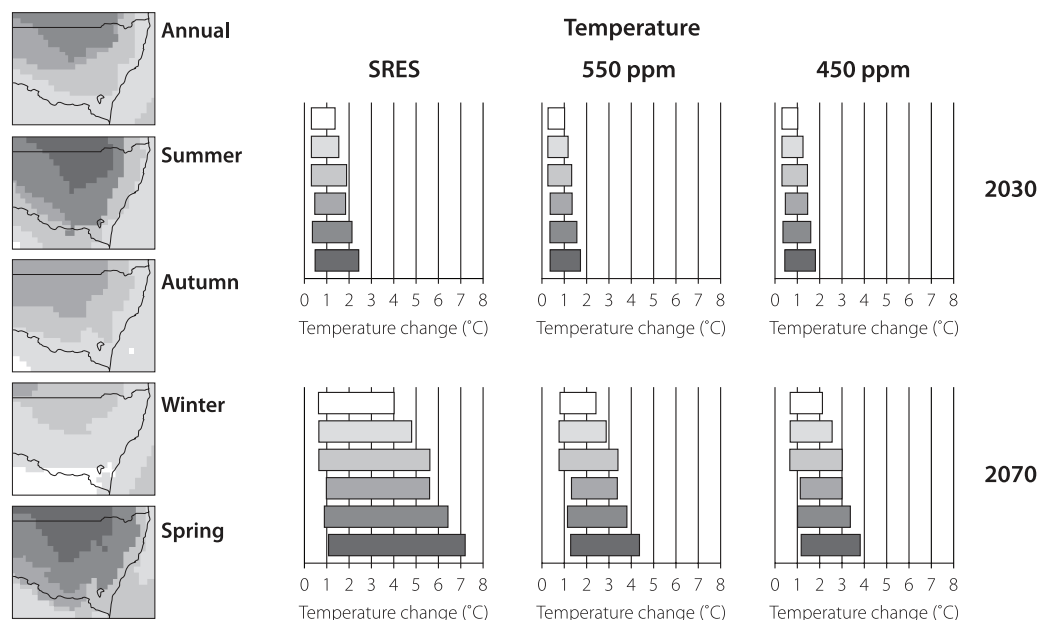 Annual
Summer
Autumn
Winter
Spring
Temperature
SRES
550 ppm
450 ppm
0 1 2 3 4 5 6 7 8
Temperature change (˚C)
0 1 2 3 4 5 6 7 8
Temperature change (˚C)
0 1 2 3 4 5 6 7 8
Temperature change (˚C)
2030
0 1 2 3 4 5 6 7 8
Temperature change (˚C)
0 1 2 3 4 5 6 7 8
Temperature change (˚C)
0 1 2 3 4 5 6 7 8
Temperature change (˚C)
2070